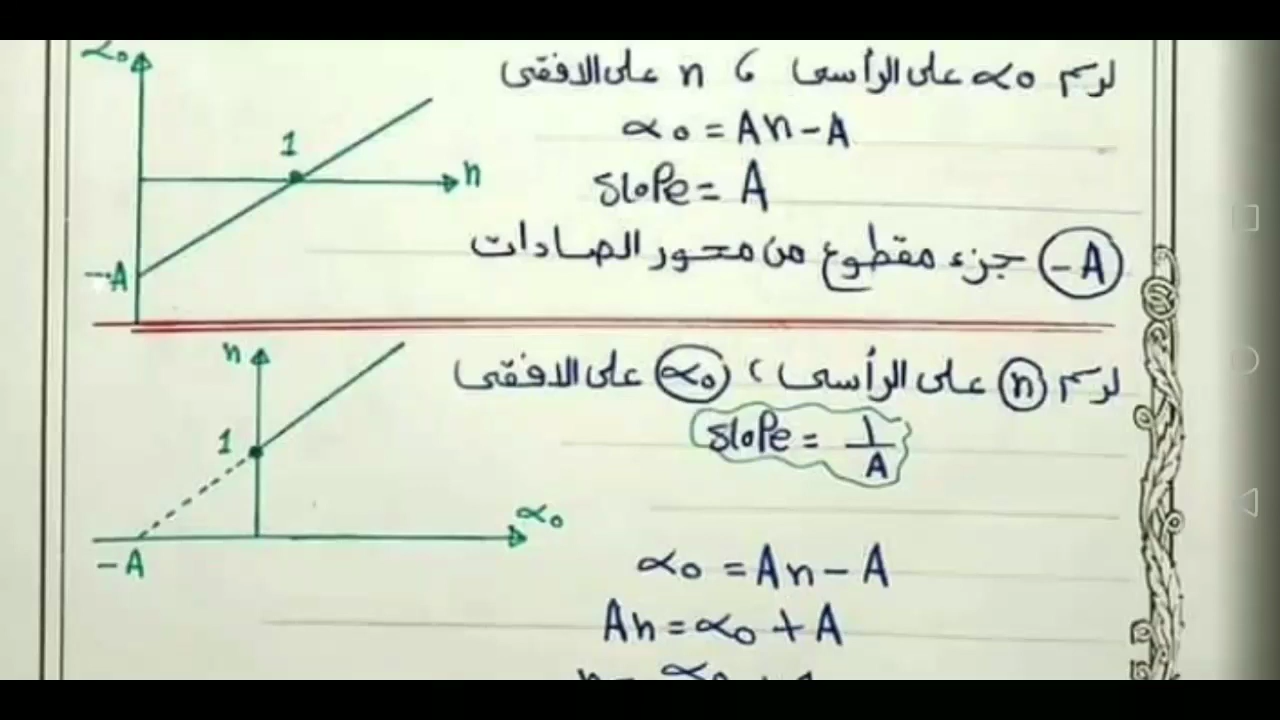 لرسم α₀ على الرأسى ، n على الافقى
α₀ = An - A
slope = A
-A جزء مقطوع من محور الصادات
α₀
1
n
-A
لرسم n على الرأسى ، α₀ على الافقى
slope = 1/A
α₀ = An - A
An = α₀ + A
n
1
α₀
-A